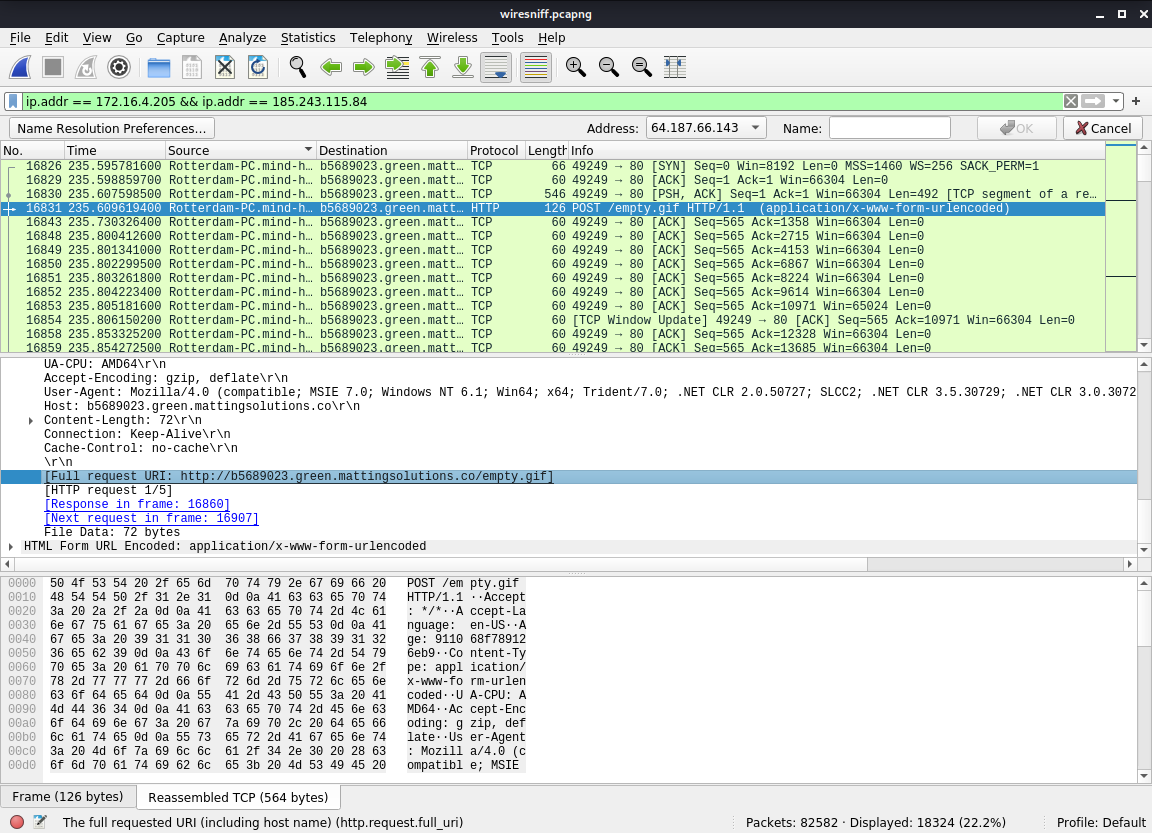 wiresniff.pcapng
File Edit View Go Capture Analyze Statistics Telephony Wireless Tools Help
ip.addr == 172.16.4.205 && ip.addr == 185.243.115.84
Name Resolution Preferences... Address: 64.187.66.143 Name: OK Cancel
No. Time Source Destination Protocol Length Info
16826 235.595781600 Rotterdam-PC.mind-h… b5689023.green.matt… TCP 66 49249 → 80 [SYN] Seq=0 Win=8192 Len=0 MSS=1460 WS=256 SACK_PERM=1
16829 235.598859700 Rotterdam-PC.mind-h… b5689023.green.matt… TCP 60 49249 → 80 [ACK] Seq=1 Ack=1 Win=66304 Len=0
16830 235.607598500 Rotterdam-PC.mind-h… b5689023.green.matt… TCP 546 49249 → 80 [PSH, ACK] Seq=1 Ack=1 Win=66304 Len=492 [TCP segment of a re…
16831 235.609619400 Rotterdam-PC.mind-h… b5689023.green.matt… HTTP 126 POST /empty.gif HTTP/1.1  (application/x-www-form-urlencoded)
16843 235.730326400 Rotterdam-PC.mind-h… b5689023.green.matt… TCP 60 49249 → 80 [ACK] Seq=565 Ack=1358 Win=66304 Len=0
16848 235.800412600 Rotterdam-PC.mind-h… b5689023.green.matt… TCP 60 49249 → 80 [ACK] Seq=565 Ack=2715 Win=66304 Len=0
16849 235.801341000 Rotterdam-PC.mind-h… b5689023.green.matt… TCP 60 49249 → 80 [ACK] Seq=565 Ack=4153 Win=66304 Len=0
16850 235.802299500 Rotterdam-PC.mind-h… b5689023.green.matt… TCP 60 49249 → 80 [ACK] Seq=565 Ack=6867 Win=66304 Len=0
16851 235.803261800 Rotterdam-PC.mind-h… b5689023.green.matt… TCP 60 49249 → 80 [ACK] Seq=565 Ack=8224 Win=66304 Len=0
16852 235.804223400 Rotterdam-PC.mind-h… b5689023.green.matt… TCP 60 49249 → 80 [ACK] Seq=565 Ack=9614 Win=66304 Len=0
16853 235.805181600 Rotterdam-PC.mind-h… b5689023.green.matt… TCP 60 49249 → 80 [ACK] Seq=565 Ack=10971 Win=65024 Len=0
16854 235.806150200 Rotterdam-PC.mind-h… b5689023.green.matt… TCP 60 [TCP Window Update] 49249 → 80 [ACK] Seq=565 Ack=10971 Win=66304 Len=0
16858 235.853325200 Rotterdam-PC.mind-h… b5689023.green.matt… TCP 60 49249 → 80 [ACK] Seq=565 Ack=12328 Win=66304 Len=0
16859 235.854272500 Rotterdam-PC.mind-h… b5689023.green.matt… TCP 60 49249 → 80 [ACK] Seq=565 Ack=13685 Win=66304 Len=0
UA-CPU: AMD64\r\n
Accept-Encoding: gzip, deflate\r\n
User-Agent: Mozilla/4.0 (compatible; MSIE 7.0; Windows NT 6.1; Win64; x64; Trident/7.0; .NET CLR 2.0.50727; SLCC2; .NET CLR 3.5.30729; .NET CLR 3.0.3072
Host: b5689023.green.mattingsolutions.co\r\n
Content-Length: 72\r\n
Connection: Keep-Alive\r\n
Cache-Control: no-cache\r\n
\r\n
[Full request URI: http://b5689023.green.mattingsolutions.co/empty.gif]
[HTTP request 1/5]
[Response in frame: 16860]
[Next request in frame: 16907]
File Data: 72 bytes
HTML Form URL Encoded: application/x-www-form-urlencoded
0000 50 4f 53 54 20 2f 65 6d 70 74 79 2e 67 69 66 20 POST /em pty.gif
0010 48 54 54 50 2f 31 2e 31 0d 0a 41 63 63 65 70 74 HTTP/1.1 ··Accept
0020 3a 20 2a 2f 2a 0d 0a 41 63 63 65 70 74 2d 4c 61 : */*··A ccept-La
0030 6e 67 75 61 67 65 3a 20 65 6e 2d 55 53 0d 0a 41 nguage:  en-US··A
0040 67 65 3a 20 39 31 31 30 36 38 66 37 38 39 31 32 ge: 9110 68f78912
0050 36 65 62 39 0d 0a 43 6f 6e 74 65 6e 74 2d 54 79 6eb9··Co ntent-Ty
0060 70 65 3a 20 61 70 70 6c 69 63 61 74 69 6f 6e 2f pe: appl ication/
0070 78 2d 77 77 77 2d 66 6f 72 6d 2d 75 72 6c 65 6e x-www-fo rm-urlen
0080 63 6f 64 65 64 0d 0a 55 41 2d 43 50 55 3a 20 41 coded··U A-CPU: A
0090 4d 44 36 34 0d 0a 41 63 63 65 70 74 2d 45 6e 63 MD64··Ac cept-Enc
00a0 6f 64 69 6e 67 3a 20 67 7a 69 70 2c 20 64 65 66 oding: g zip, def
00b0 6c 61 74 65 0d 0a 55 73 65 72 2d 41 67 65 6e 74 late··Us er-Agent
00c0 3a 20 4d 6f 7a 69 6c 6c 61 2f 34 2e 30 20 28 63 : Mozill a/4.0 (c
00d0 6f 6d 70 61 74 69 62 6c 65 3b 20 4d 53 49 45 20 ompatibl e; MSIE
Frame (126 bytes) Reassembled TCP (564 bytes)
The full requested URI (including host name) (http.request.full_uri) Packets: 82582 · Displayed: 18324 (22.2%) Profile: Default